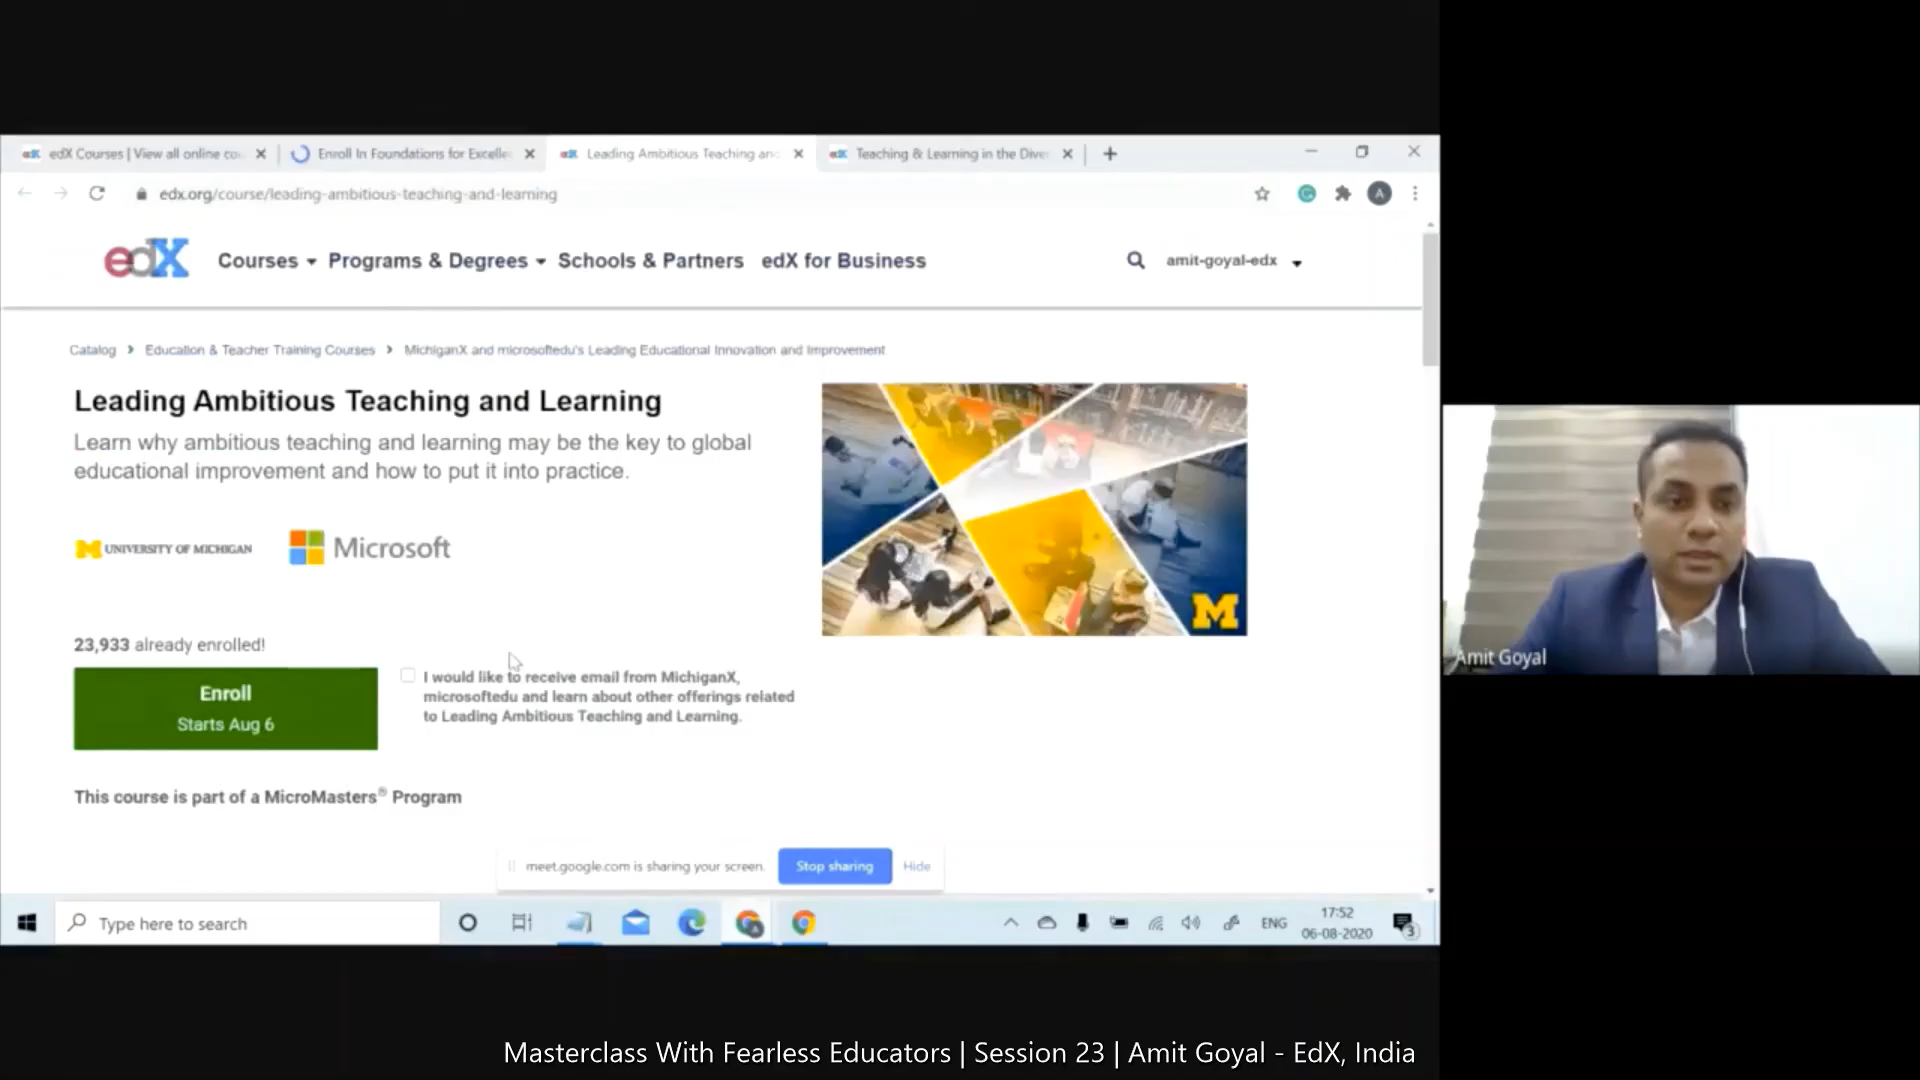 edX Courses | View all online co
Enroll In Foundations for Excelle
Leading Ambitious Teaching an
Teaching & Learning in the Dive
edx.org/course/leading-ambitious-teaching-and-learning
A
edX
Courses
Programs & Degrees
Schools & Partners
edX for Business
amit-goyal-edx
Catalog > Education & Teacher Training Courses > MichiganX and microsoftedu's Leading Educational Innovation and Improvement
Leading Ambitious Teaching and Learning
Learn why ambitious teaching and learning may be the key to global
educational improvement and how to put it into practice.
M UNIVERSITY OF MICHIGAN
Microsoft
M
23,933 already enrolled!
Enroll
Starts Aug 6
I would like to receive email from MichiganX,
microsoftedu and learn about other offerings related
to Leading Ambitious Teaching and Learning.
This course is part of a MicroMasters® Program
Amit Goyal
meet.google.com is sharing your screen.
Stop sharing
Hide
Type here to search
ENG
17:52
06-08-2020
3
Masterclass With Fearless Educators | Session 23 | Amit Goyal - EdX, India